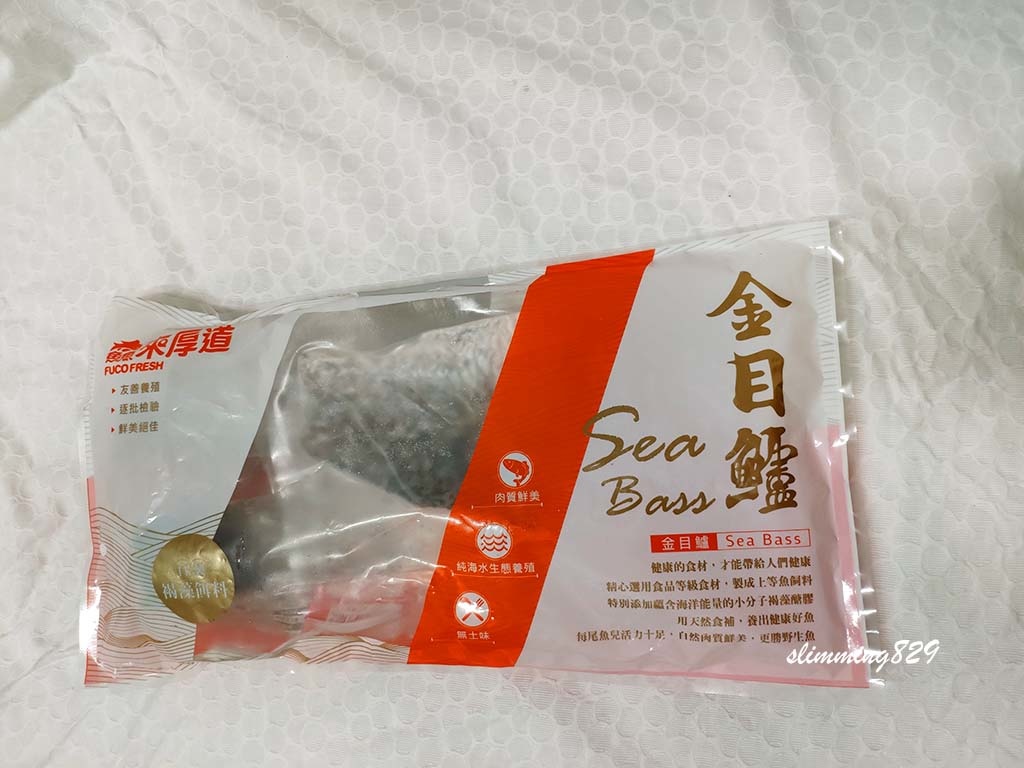 鱻來厚道
FUCO FRESH
友善養殖
逐批檢驗
鮮美絕佳
褐藻飼料
肉質鮮美
純海水生態養殖
無土味
金目鱸
Sea
Bass
金目鱸 Sea Bass
健康的食材，才能帶給人們健康
精心選用食品等級食材，製成上等魚飼料
特別添加蘊含海洋能量的小分子褐藻醣膠
用天然食補，養出健康好魚
每尾魚兒活力十足，自然肉質鮮美，更勝野生魚
slimming829